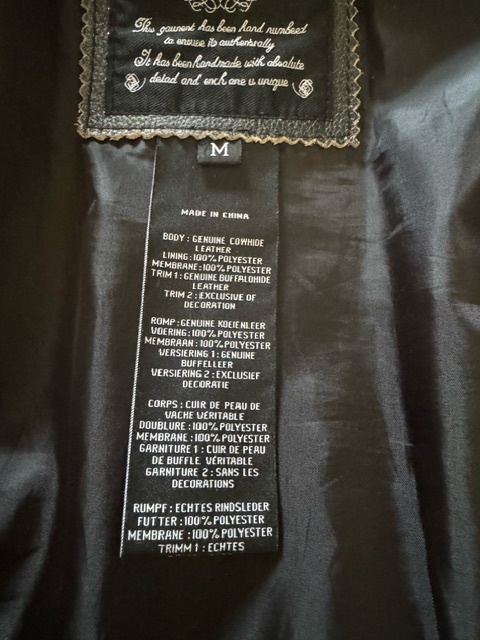 This garment has been hand numbered
to ensure its authentically
It has been handmade with absolute
detad and each one is unique
M
MADE IN CHINA
BODY : GENUINE COWHIDE
LEATHER
LINING:100% POLYESTER
MEMBRANE:100% POLYESTER
TRIM 1: GENUINE BUFFALOHIDE
LEATHER
TRIM 2 : EXCLUSIVE OF
DECORATION
ROMP :GENUINE KOEIENLEER
VOERING:100% POLYESTER
MEMBRAAN:100% POLYESTER
VERSIERING 1: GENUINE
BUFFELLEER
VERSIERING 2:EXCLUSIEF
DECORATIE
CORPS: CUIR DE PEAU DE
VACHE VÉRITABLE
DOUBLURE :100% POLYESTER
MEMBRANE :100% POLYESTER
GARNITURE 1 : CUIR DE PEAU
DE BUFFLE VÉRITABLE
GARNITURE 2: SANS LES
DECORATIONS
RUMPF: ECHTES RINDSLEDER
FUTTER :100% POLYESTER
MEMBRANE :100% POLYESTER
TRIMM 1 : ECHTES